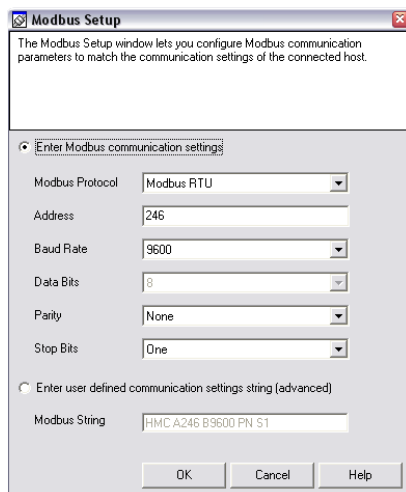 Modbus Setup
The Modbus Setup window lets you configure Modbus communication
parameters to match the communication settings of the connected host.
Enter Modbus communication settings
Modbus Protocol Modbus RTU
Address 246
Baud Rate 9600
Data Bits 8
Parity None
Stop Bits One
Enter user defined communication settings string (advanced)
Modbus String HMC A246 B9600 PN S1
OK Cancel Help